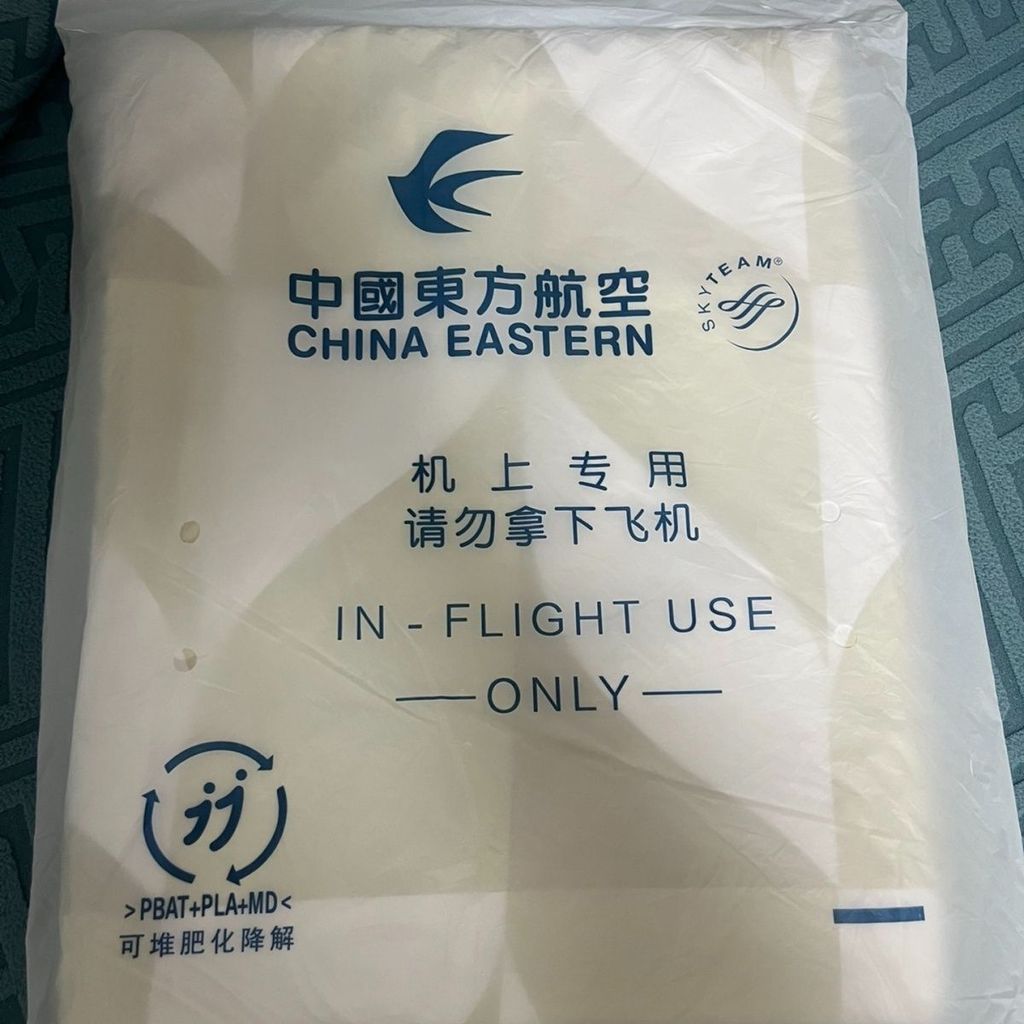 中國東方航空
CHINA EASTERN
SKYTEAM®
机上专用
请勿拿下飞机
IN - FLIGHT USE
ONLY
>PBAT+PLA+MD<
可堆肥化降解